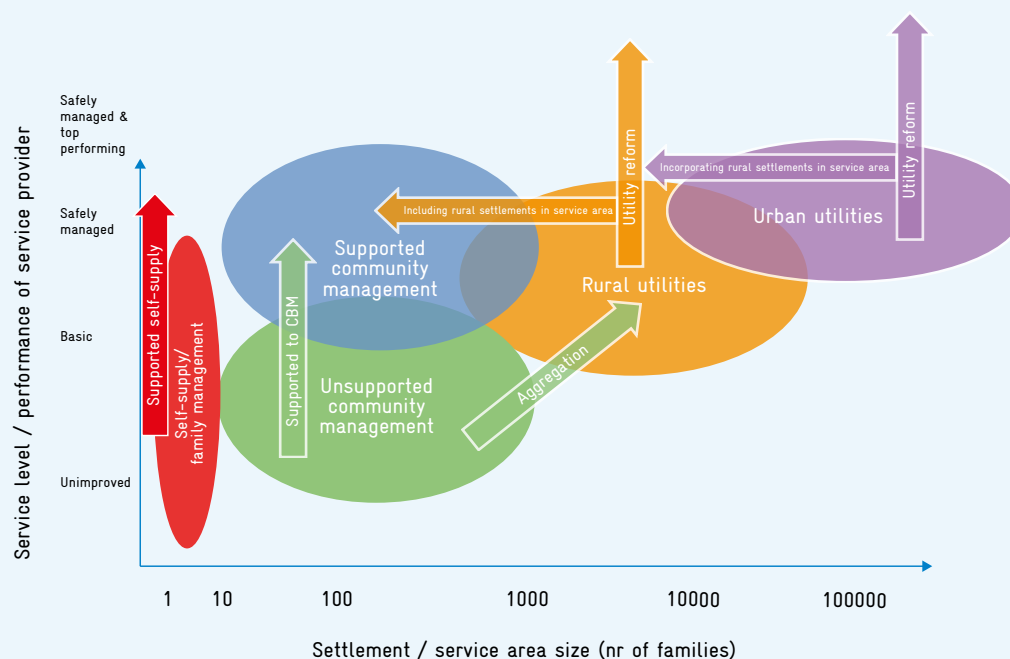 Service level / performance of service provider
Safely
managed &
top
performing
Safely
managed
Basic
Unimproved
Supported self-supply
Self-supply/
family management
Supported to CBM
Supported
community
management
Unsupported
community
management
Including rural settlements in service area
Aggregation
Utility reform
Rural utilities
Incorporating rural settlements in service area
Urban utilities
Utility reform
1
10
100
1000
10000
100000
Settlement / service area size (nr of families)